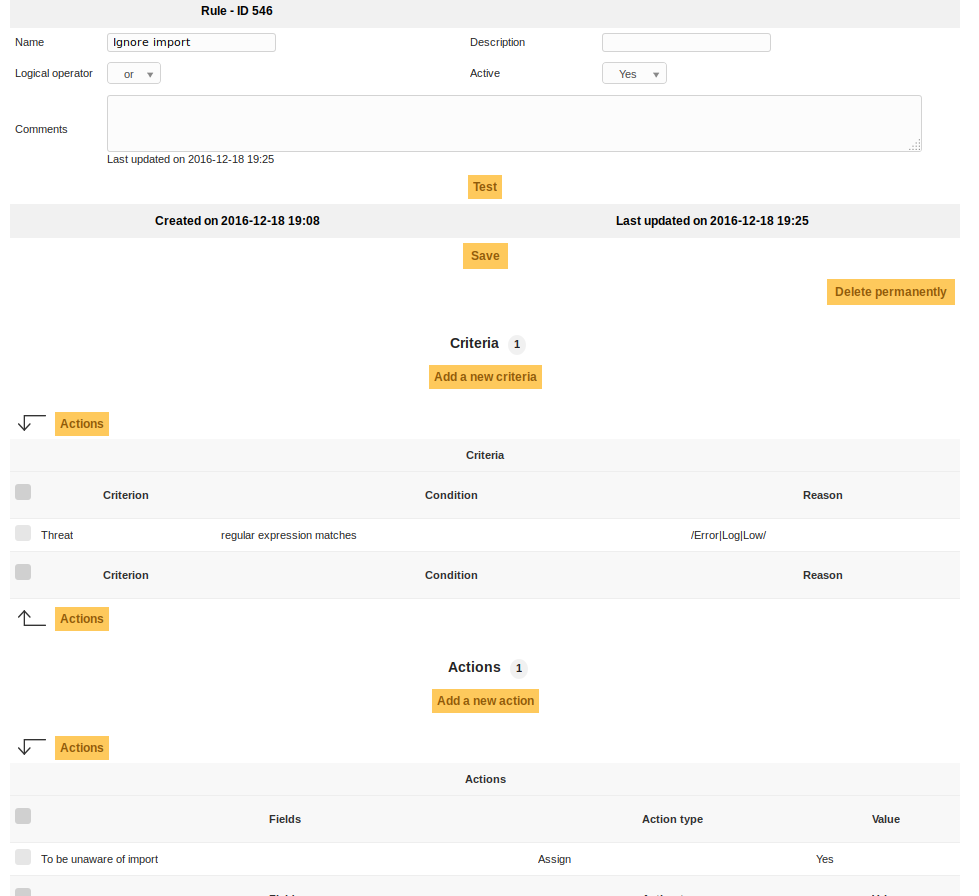 Rule - ID 546
Name Ignore import Description
Logical operator or Active Yes
Comments
Last updated on 2016-12-18 19:25
Test
Created on 2016-12-18 19:08 Last updated on 2016-12-18 19:25
Save
Delete permanently
Criteria 1
Add a new criteria
Actions
Criteria
Criterion Condition Reason
Threat regular expression matches /Error|Log|Low/
Criterion Condition Reason
Actions
Actions 1
Add a new action
Actions
Actions
Fields Action type Value
To be unaware of import Assign Yes